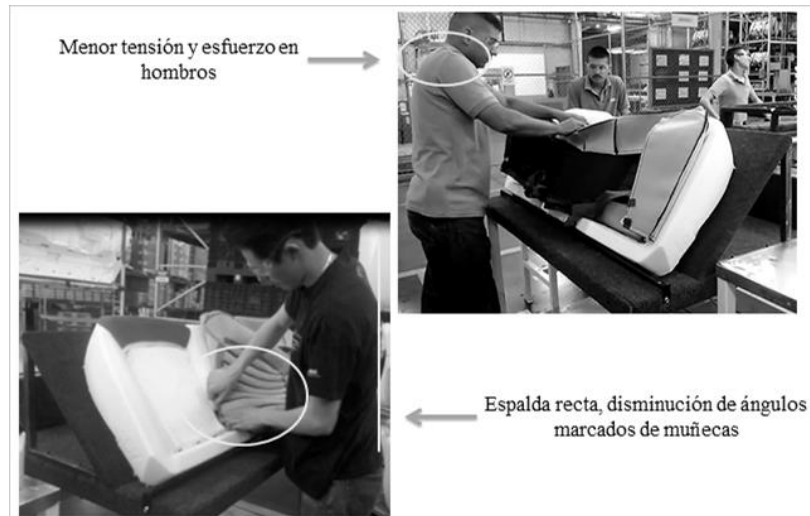 Menor tensión y esfuerzo en
hombros
Espalda recta, disminución de ángulos
marcados de muñecas